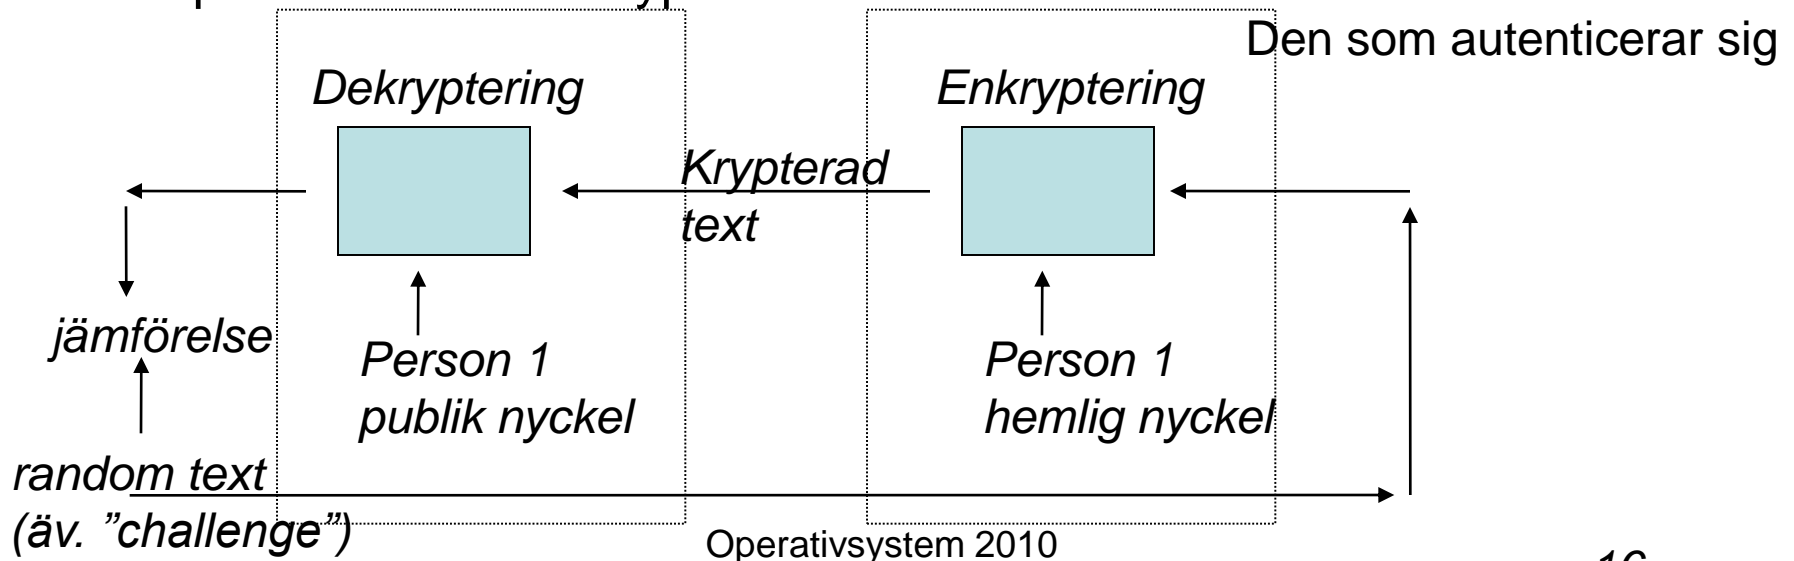 Den som autenticerar sig
Dekryptering
Enkryptering
Krypterad
text
jämförelse
Person 1
publik nyckel
Person 1
hemlig nyckel
random text
(äv. ”challenge”)
Operativsystem 2010